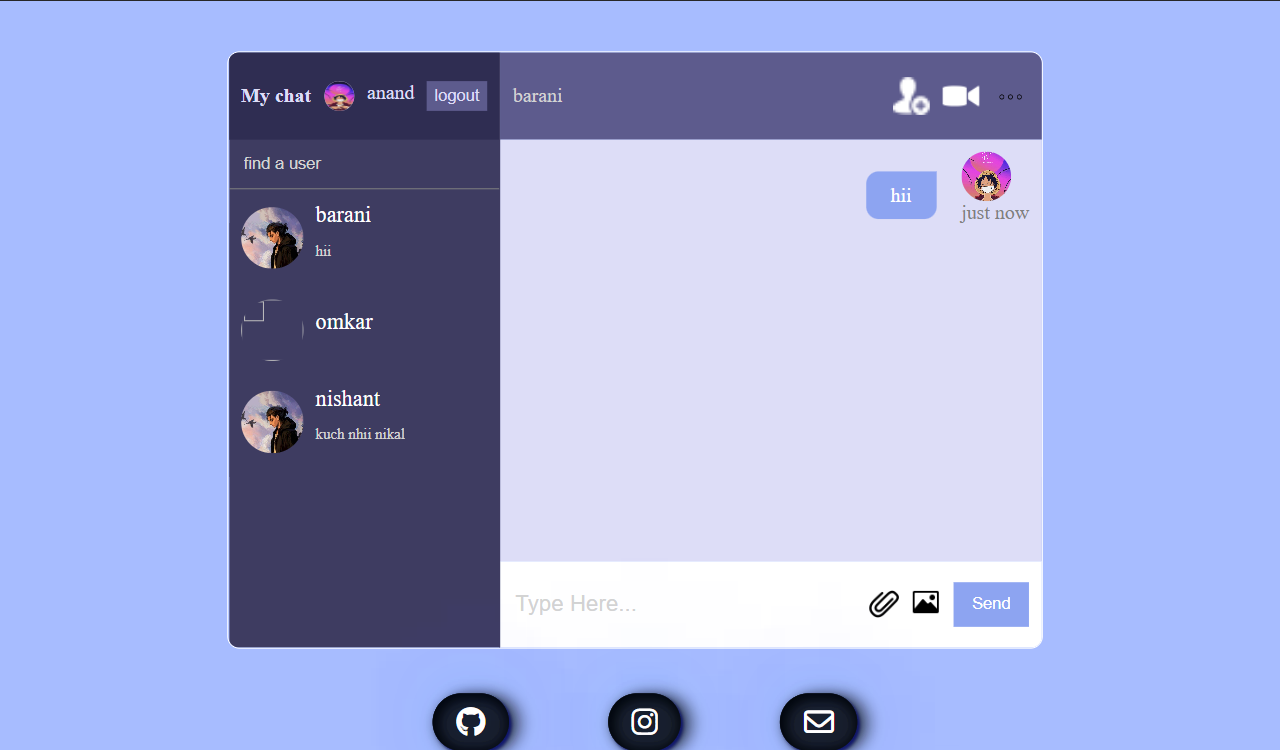 My chat anand logout barani
find a user
hii
just now
barani
hii
omkar
nishant
kuch nhii nikal
Type Here... Send